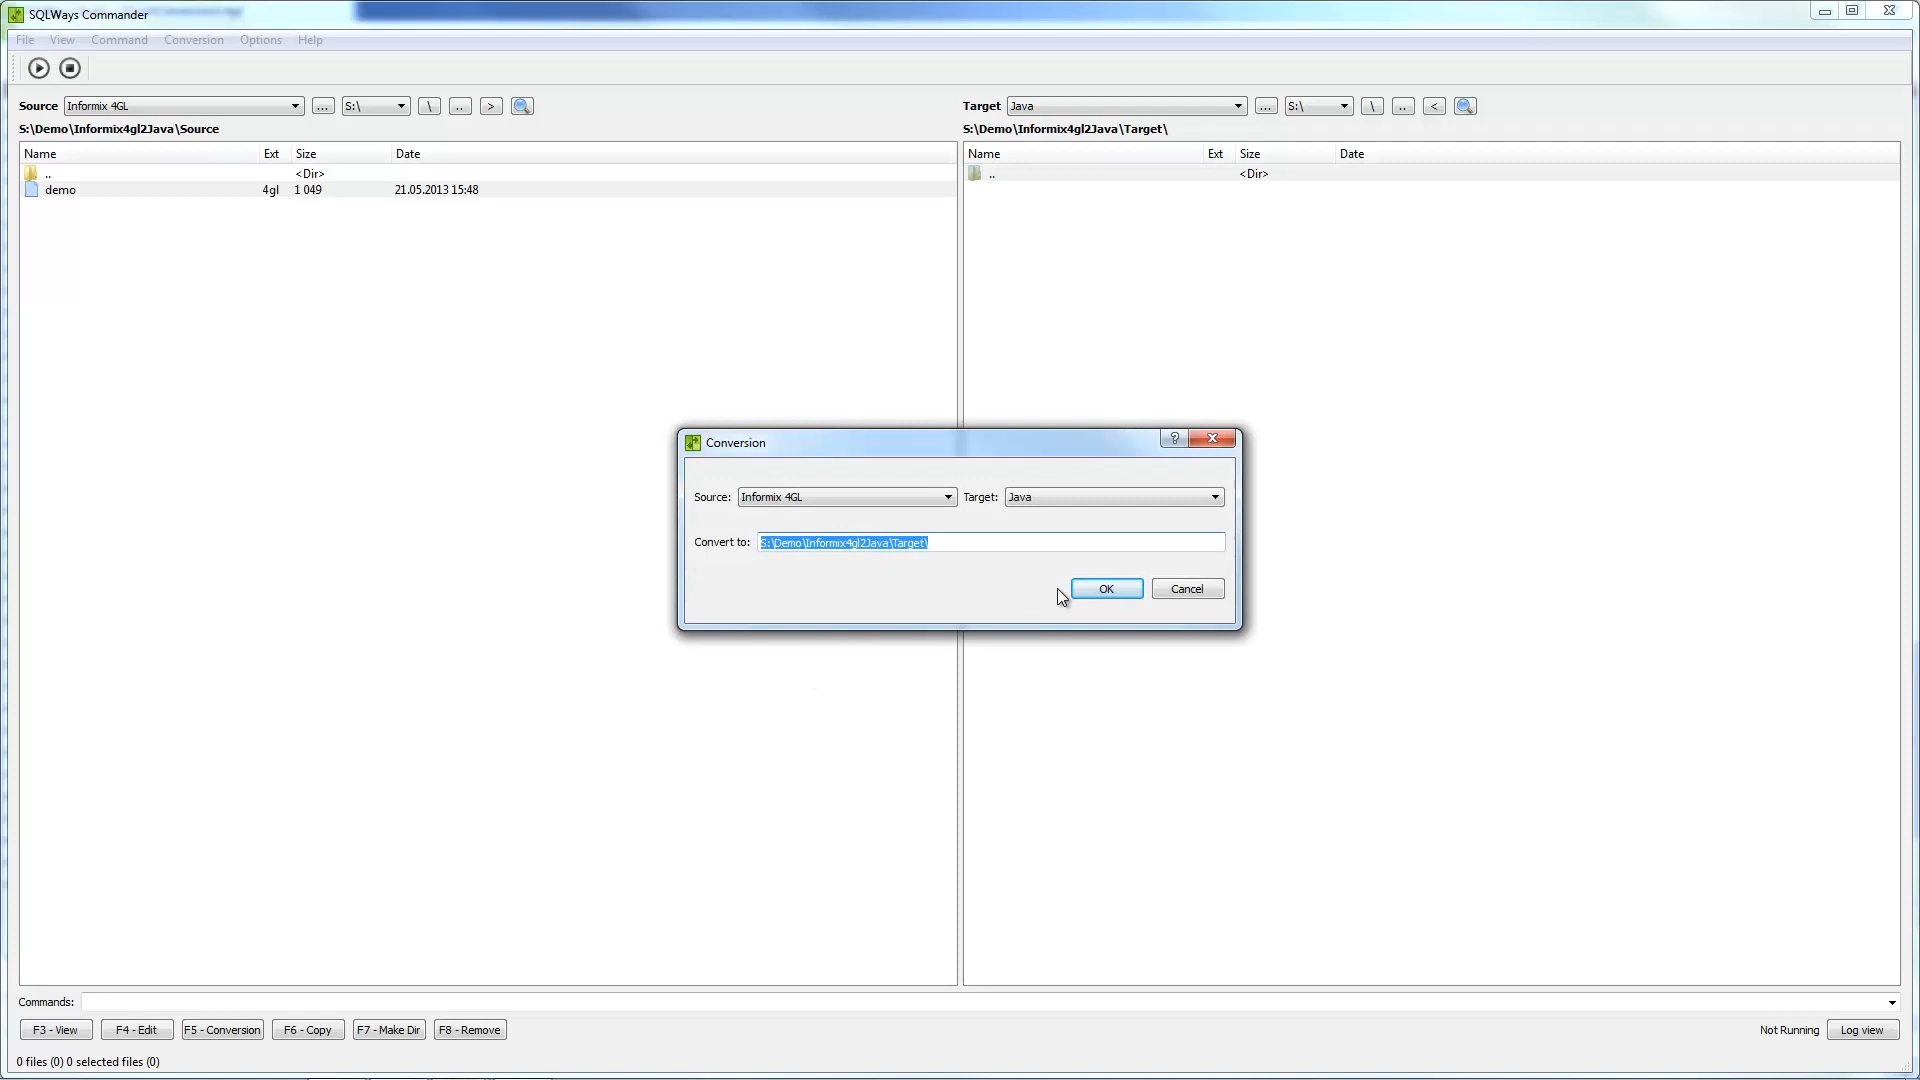 SQLWays Commander
File View Command Conversion Options Help
Source Informix 4GL ... S:\ \ .. >
Target Java ... S:\ \ .. <
S:\Demo\Informix4gl2Java\Source
S:\Demo\Informix4gl2Java\Target\
Name Ext Size Date
Name Ext Size Date
.. <Dir>
.. <Dir>
demo 4gl 1 049 21.05.2013 15:48
Conversion ?
Source: Informix 4GL Target: Java
Convert to: S:\Demo\Informix4gl2Java\Target\
OK Cancel
Commands:
F3 - View F4 - Edit F5 - Conversion F6 - Copy F7 - Make Dir F8 - Remove Not Running Log view
0 files (0) 0 selected files (0)